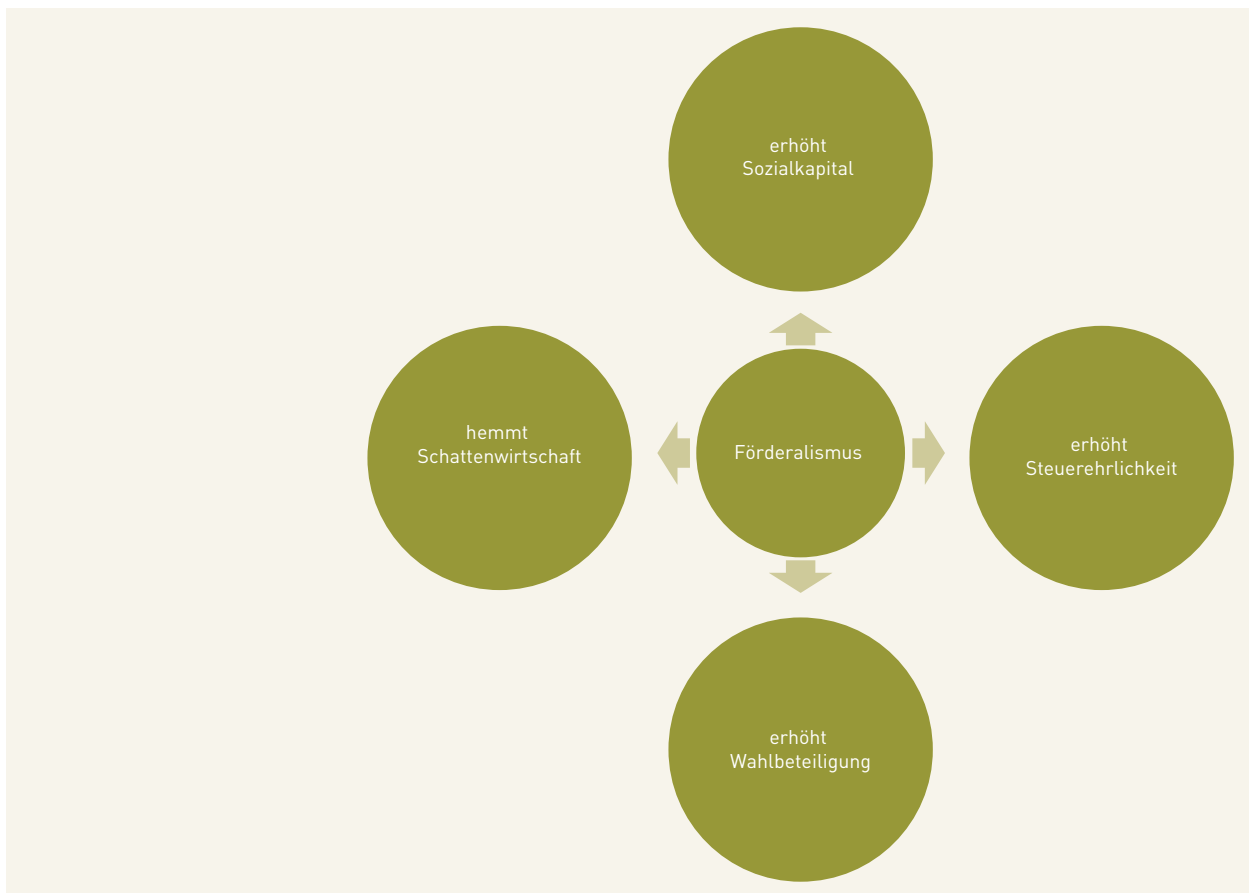 erhöht
Sozialkapital
hemmt
Schattenwirtschaft
Förderalismus
erhöht
Steuerehrlichkeit
erhöht
Wahlbeteiligung